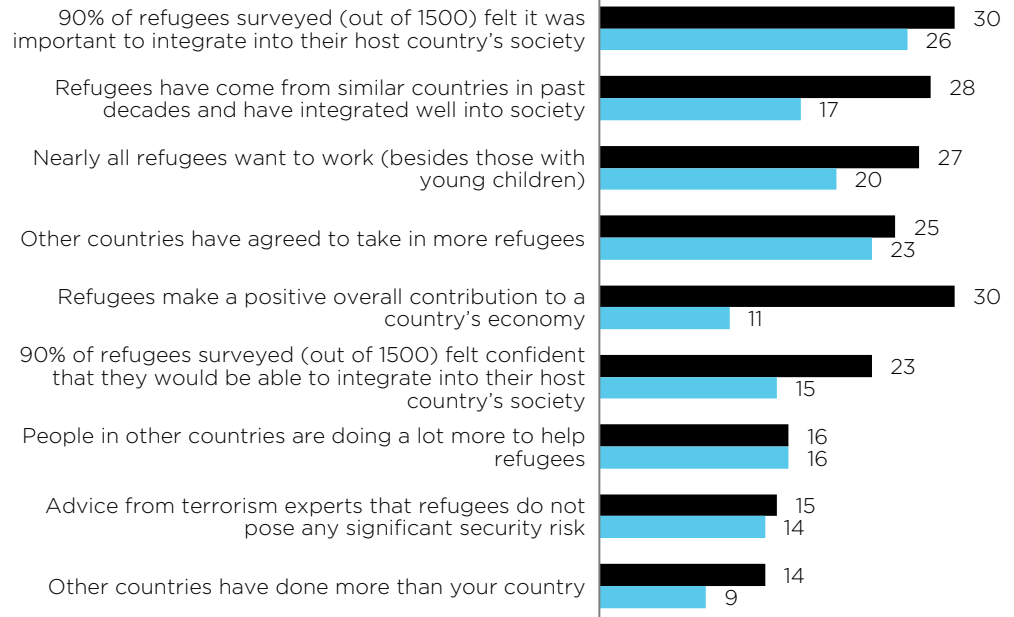 90% of refugees surveyed (out of 1500) felt it was
important to integrate into their host country's society
30
26
Refugees have come from similar countries in past
decades and have integrated well into society
28
17
Nearly all refugees want to work (besides those with
young children)
27
20
Other countries have agreed to take in more refugees
25
23
Refugees make a positive overall contribution to a
country's economy
30
11
90% of refugees surveyed (out of 1500) felt confident
that they would be able to integrate into their host
country's society
23
15
People in other countries are doing a lot more to help
refugees
16
16
Advice from terrorism experts that refugees do not
pose any significant security risk
15
14
Other countries have done more than your country
14
9